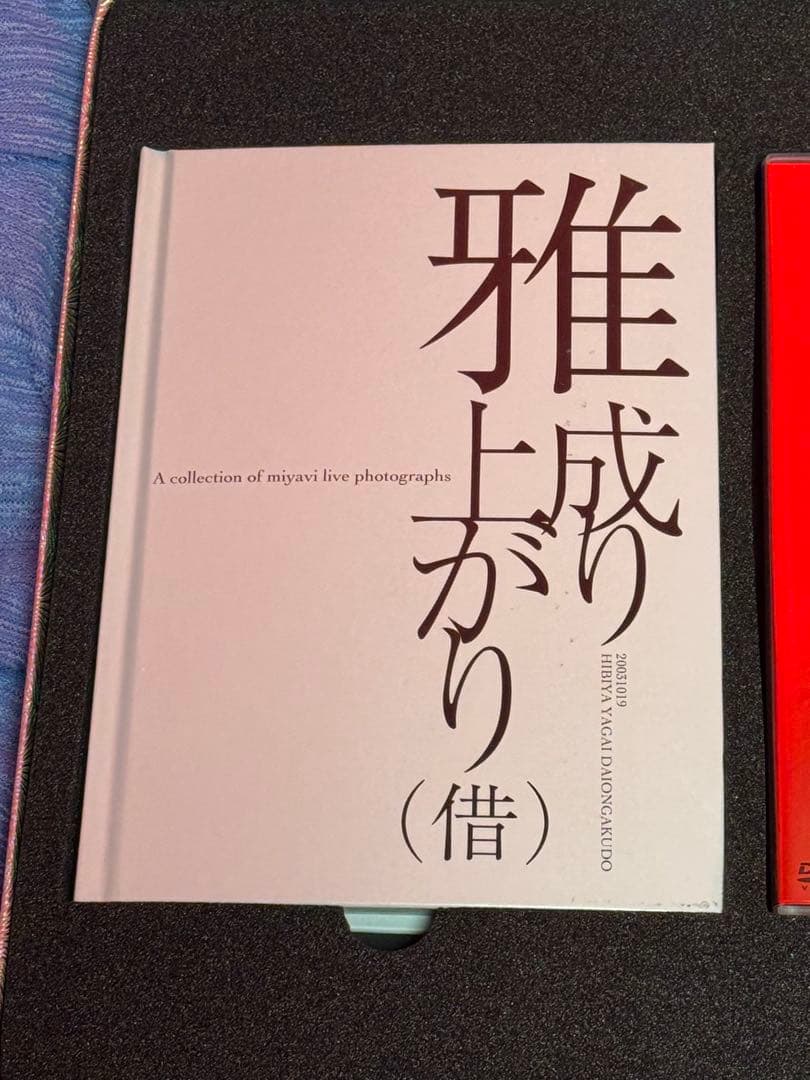 雅
成り
上がり
（借）
A collection of miyavi live photographs
20031019
HIBIYA YAGAI DAIONGAKUDO